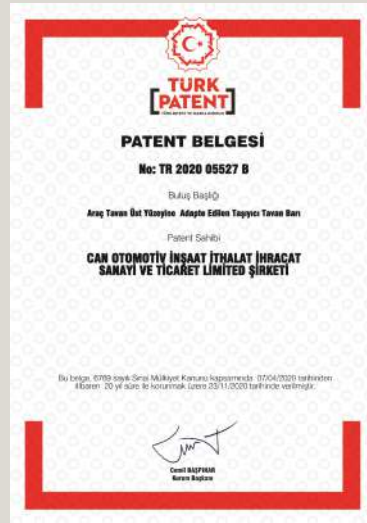 TÜRK
PATENT
PATENT BELGESİ
No: TR 2020 05527 B
Buluş Başlığı
Araç Tavan Üst Yüzeyine Adapte Edilen Taşıyıcı Tavan Barı
Patent Sahibi
CAN OTOMOTİV İNŞAAT İTHALAT İHRACAT
SANAYİ VE TİCARET LİMİTED ŞİRKETİ
Bu belge, 6769 sayılı Sınai Mülkiyet Kanunu kapsamında 07/04/2020 tarihinden
itibaren 20 yıl süre ile korunmak üzere 23/11/2020 tarihinde verilmiştir.
Cemil BAŞPINAR
Kurum Başkanı